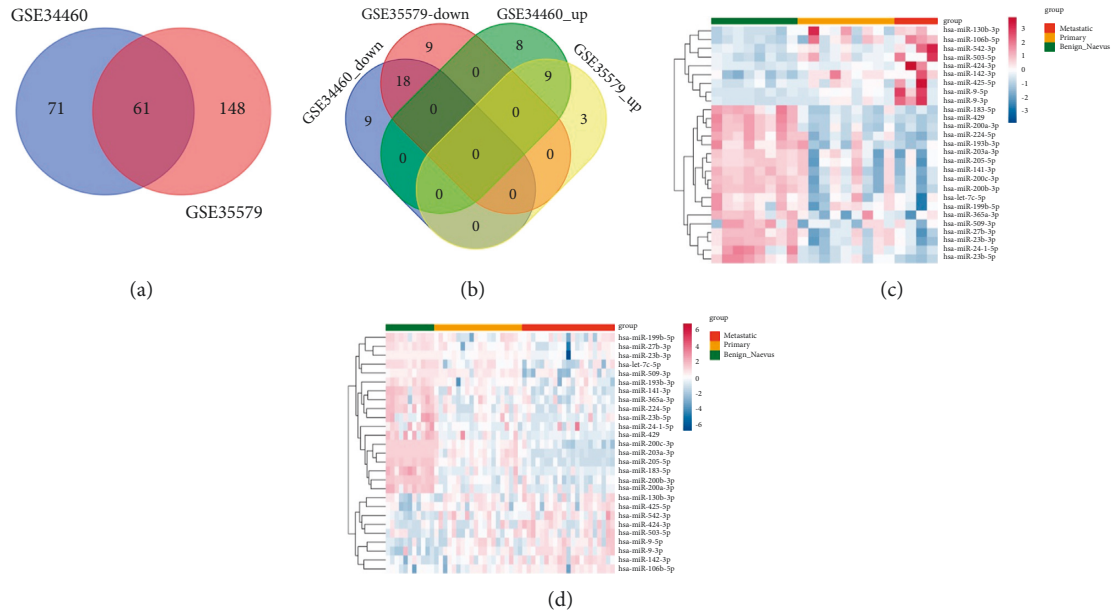 GSE34460
71
61
148
GSE35579
(a)
GSE35579-down
GSE34460_up
GSE34460_down
GSE35579_up
9
8
0
18
9
0
0
9
3
0
0
0
0
0
0
(b)
group
hsa-miR-130b-3p
hsa-miR-106b-5p
hsa-miR-542-3p
hsa-miR-503-5p
hsa-miR-424-3p
hsa-miR-142-3p
hsa-miR-425-5p
hsa-miR-9-5p
hsa-miR-9-3p
hsa-miR-183-5p
hsa-miR-429
hsa-miR-200a-3p
hsa-miR-224-5p
hsa-miR-193b-3p
hsa-miR-203a-3p
hsa-miR-205-5p
hsa-miR-141-3p
hsa-miR-200c-3p
hsa-miR-200b-3p
hsa-let-7c-5p
hsa-miR-199b-5p
hsa-miR-365a-3p
hsa-miR-509-3p
hsa-miR-27b-3p
hsa-miR-23b-3p
hsa-miR-24-1-5p
hsa-miR-23b-5p
3
2
1
0
-1
-2
-3
group
Metastatic
Primary
Benign_Naevus
(c)
group
hsa-miR-199b-5p
hsa-miR-27b-3p
hsa-miR-23b-3p
hsa-let-7c-5p
hsa-miR-509-3p
hsa-miR-193b-3p
hsa-miR-141-3p
hsa-miR-365a-3p
hsa-miR-224-5p
hsa-miR-23b-5p
hsa-miR-24-1-5p
hsa-miR-429
hsa-miR-200c-3p
hsa-miR-203a-3p
hsa-miR-205-5p
hsa-miR-183-5p
hsa-miR-200b-3p
hsa-miR-200a-3p
hsa-miR-130b-3p
hsa-miR-425-5p
hsa-miR-542-3p
hsa-miR-424-3p
hsa-miR-503-5p
hsa-miR-9-5p
hsa-miR-9-3p
hsa-miR-142-3p
hsa-miR-106b-5p
6
4
2
0
-2
-4
-6
group
Metastatic
Primary
Benign_Naevus
(d)